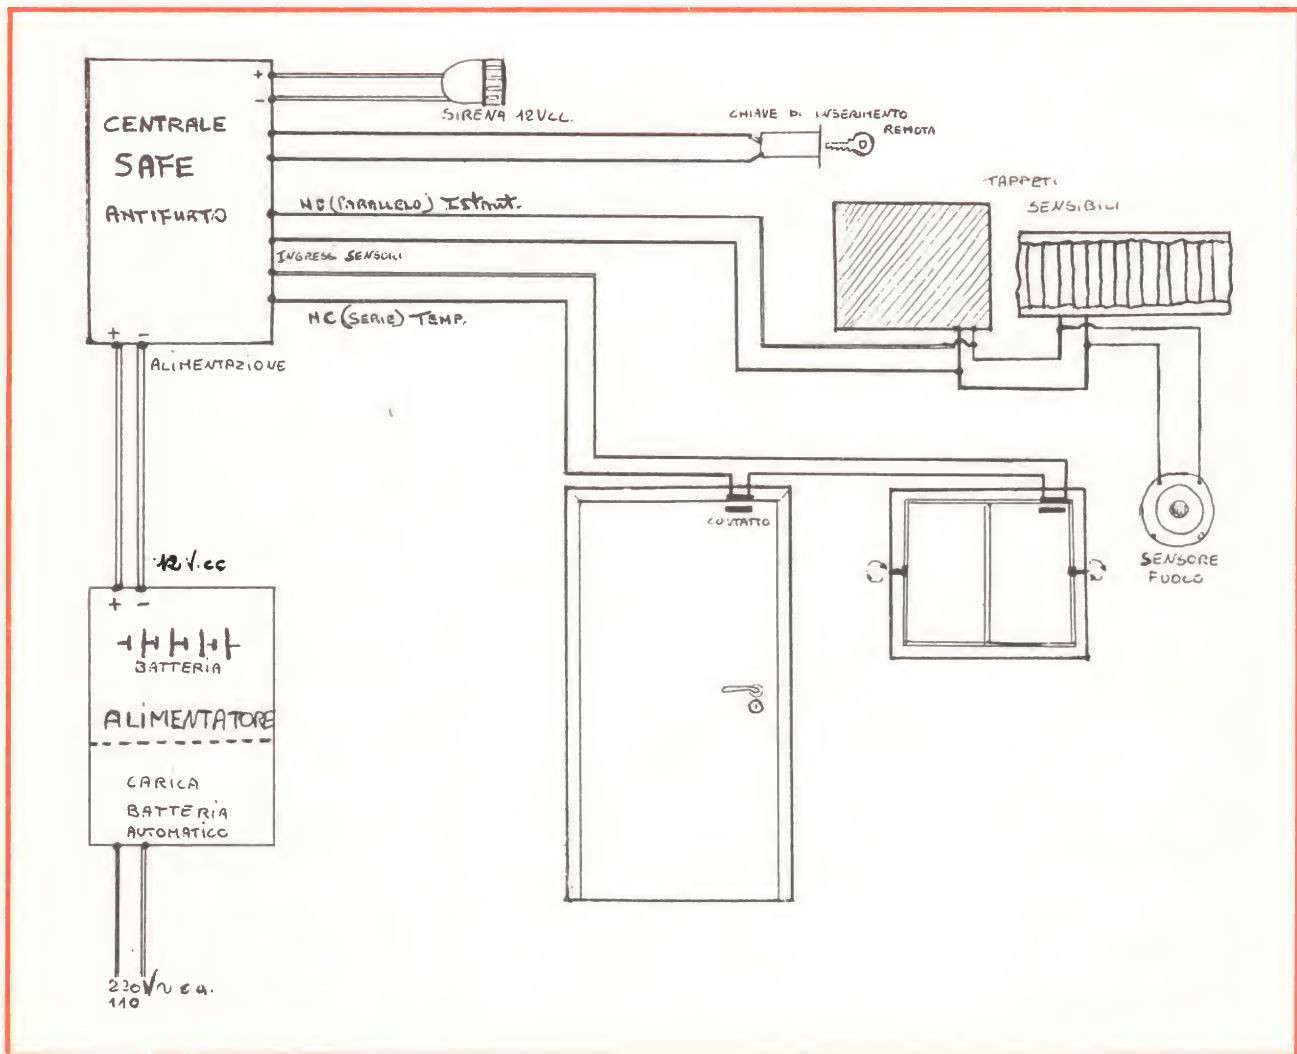 CENTRALE
SAFE
ANTIFURTO
+
-
SIRENA 12Vcc.
CHIAVE DI INSERIMENTO
REMOTA
TAPPETI
SENSIBILI
NC (PARALLELO) Istant.
INGRESS SENSORI
NC (SERIE) TEMP.
+ -
ALIMENTAZIONE
12 V.cc
+ -
BATTERIA
ALIMENTATORE
CARICA
BATTERIA
AUTOMATICO
220V~ c.a.
110
CONTATTO
SENSORE
FUOCO